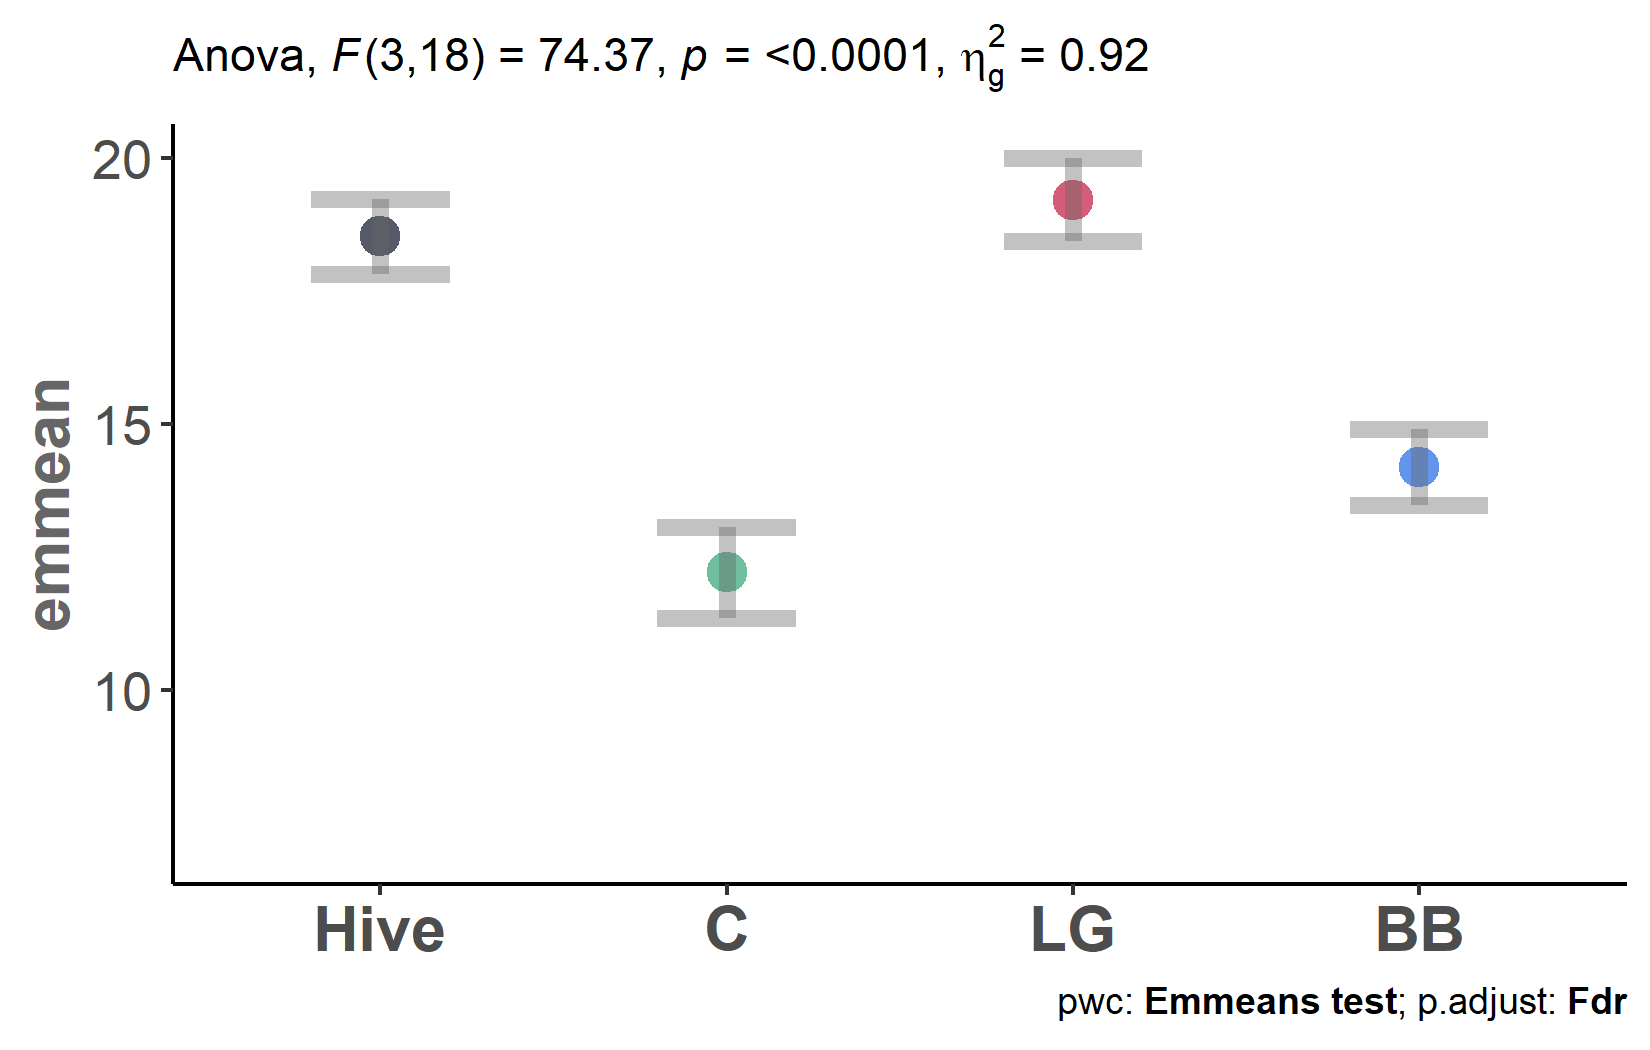 Anova, F(3,18) = 74.37, p = <0.0001, η²g = 0.92
emmean
20
15
10
Hive C LG BB
pwc: Emmeans test; p.adjust: Fdr